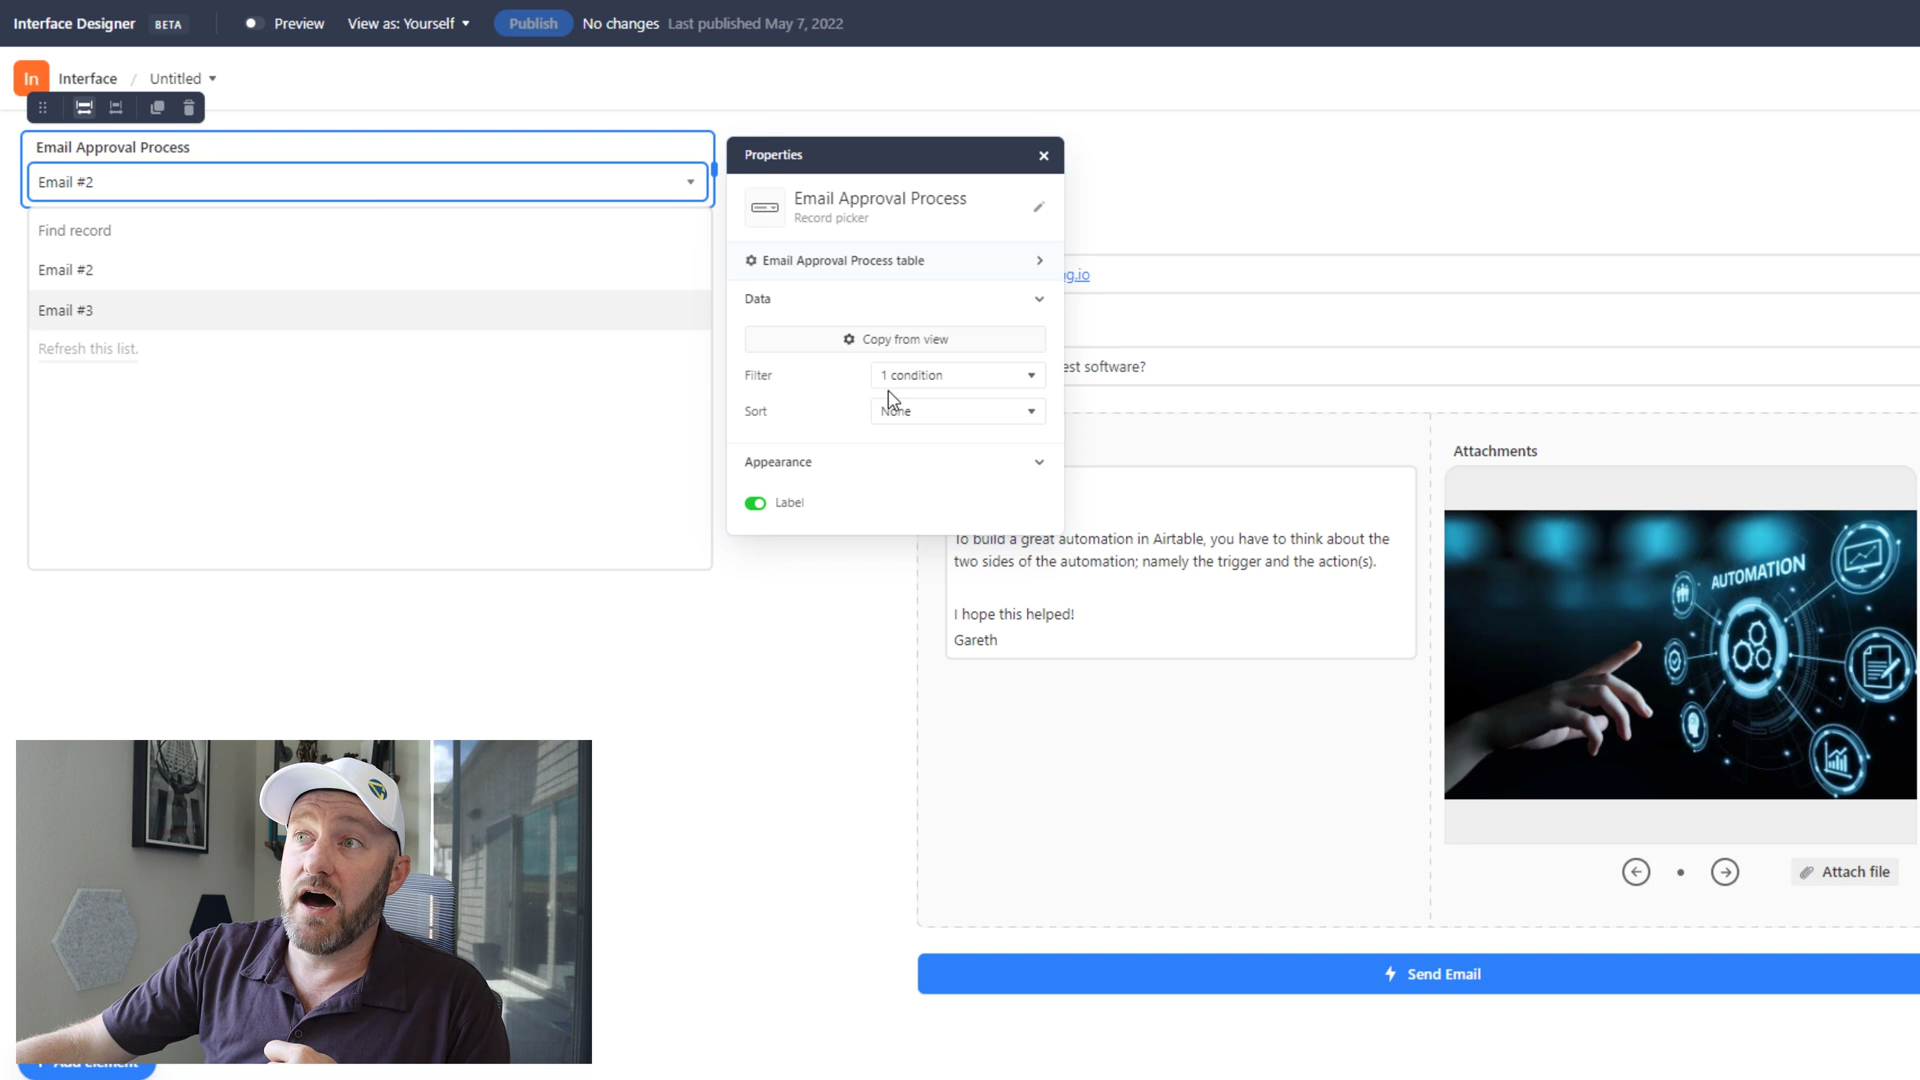 Interface Designer BETA Preview View as: Yourself Publish No changes Last published May 7, 2022
In Interface / Untitled
Email Approval Process
Email #2
Find record
Email #2
Email #3
Refresh this list.
Properties
Email Approval Process
Record picker
Email Approval Process table
Data
Copy from view
Filter 1 condition
Sort None
Appearance
Label
g.io
est software?
To build a great automation in Airtable, you have to think about the
two sides of the automation; namely the trigger and the action(s).
I hope this helped!
Gareth
Attachments
AUTOMATION
Attach file
Send Email
+ Add element